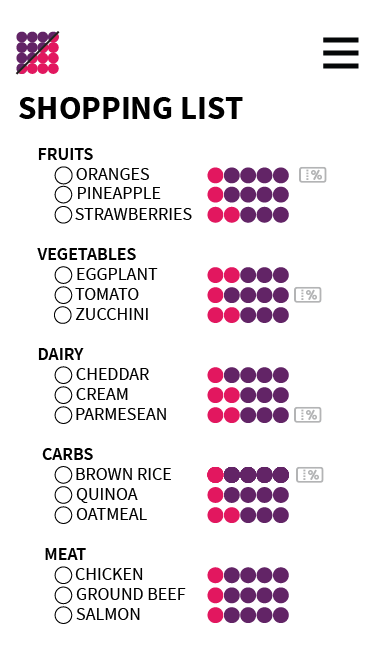 SHOPPING LIST
FRUITS
ORANGES %
PINEAPPLE
STRAWBERRIES
VEGETABLES
EGGPLANT
TOMATO %
ZUCCHINI
DAIRY
CHEDDAR
CREAM
PARMESEAN %
CARBS
BROWN RICE %
QUINOA
OATMEAL
MEAT
CHICKEN
GROUND BEEF
SALMON